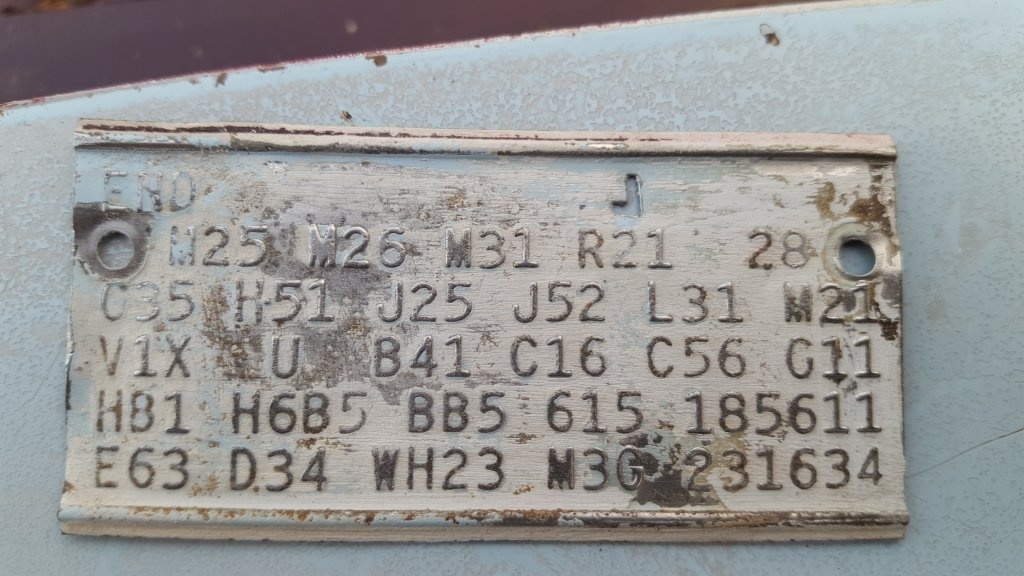 END
M25 M26 M31 R21 28
C35 H51 J25 J52 L31 M21
V1X U B41 C16 C56 G11
H81 H6B5 BB5 615 185611
E63 D34 WH23 M3G 231634